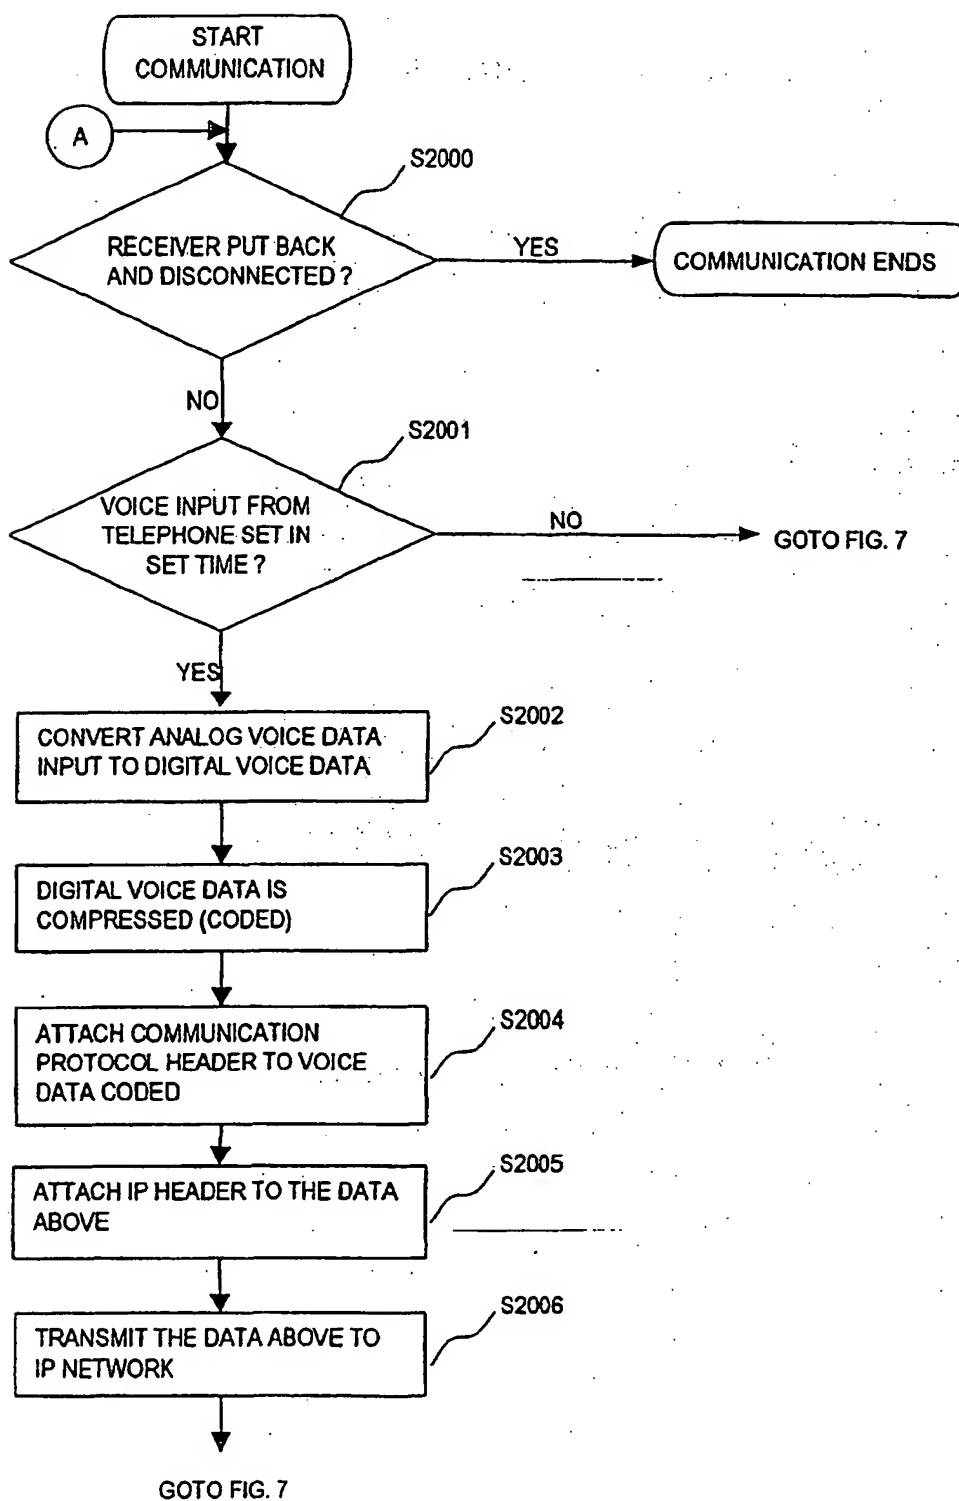 START
COMMUNICATION
A
S2000
RECEIVER PUT BACK
AND DISCONNECTED ?
YES
COMMUNICATION ENDS
NO
S2001
VOICE INPUT FROM
TELEPHONE SET IN
SET TIME ?
NO
GOTO FIG. 7
YES
S2002
CONVERT ANALOG VOICE DATA
INPUT TO DIGITAL VOICE DATA
S2003
DIGITAL VOICE DATA IS
COMPRESSED (CODED)
S2004
ATTACH COMMUNICATION
PROTOCOL HEADER TO VOICE
DATA CODED
S2005
ATTACH IP HEADER TO THE DATA
ABOVE
S2006
TRANSMIT THE DATA ABOVE TO
IP NETWORK
GOTO FIG. 7